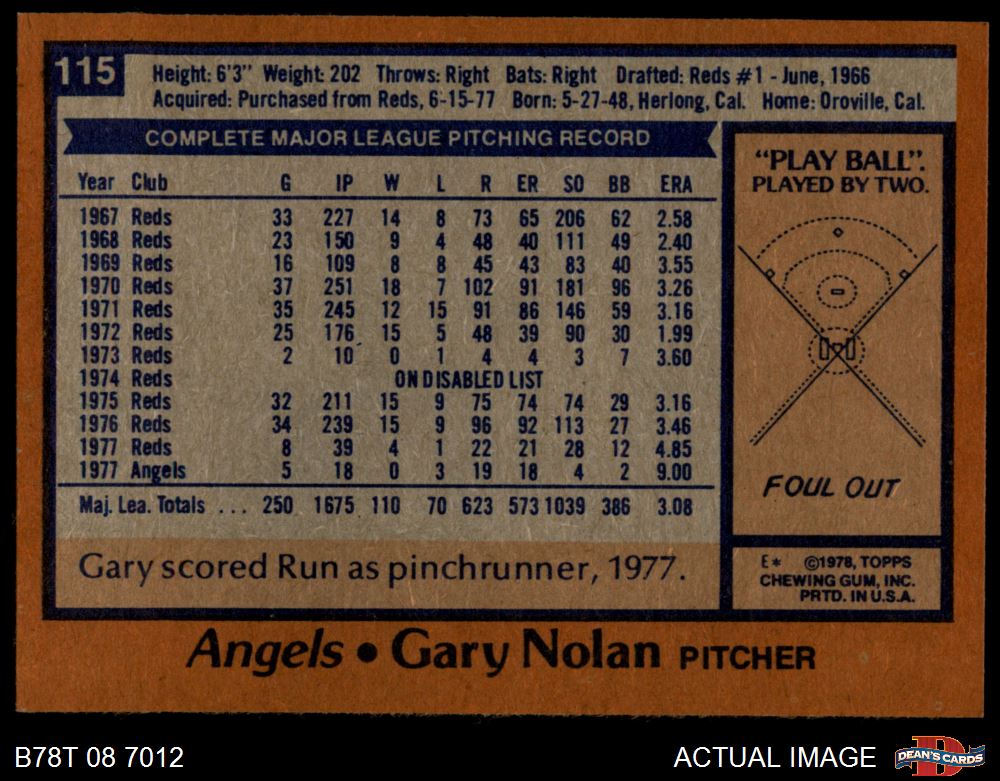 115
Height: 6'3" Weight: 202 Throws: Right Bats: Right Drafted: Reds #1 - June, 1966
Acquired: Purchased from Reds, 6-15-77 Born: 5-27-48, Herlong, Cal. Home: Oroville, Cal.
COMPLETE MAJOR LEAGUE PITCHING RECORD
Year Club G IP W L R ER SO BB ERA
1967 Reds 33 227 14 8 73 65 206 62 2.58
1968 Reds 23 150 9 4 48 40 111 49 2.40
1969 Reds 16 109 8 8 45 43 83 40 3.55
1970 Reds 37 251 18 7 102 91 181 96 3.26
1971 Reds 35 245 12 15 91 86 146 59 3.16
1972 Reds 25 176 15 5 48 39 90 30 1.99
1973 Reds 2 10 0 1 4 4 3 7 3.60
1974 Reds ON DISABLED LIST
1975 Reds 32 211 15 9 75 74 74 29 3.16
1976 Reds 34 239 15 9 96 92 113 27 3.46
1977 Reds 8 39 4 1 22 21 28 12 4.85
1977 Angels 5 18 0 3 19 18 4 2 9.00
Maj. Lea. Totals ... 250 1675 110 70 623 573 1039 386 3.08
Gary scored Run as pinchrunner, 1977.
"PLAY BALL".
PLAYED BY TWO.
FOUL OUT
E* ©1978, TOPPS
CHEWING GUM, INC.
PRTD. IN U.S.A.
Angels • Gary Nolan PITCHER
B78T 08 7012
ACTUAL IMAGE
D
DEAN'S CARDS